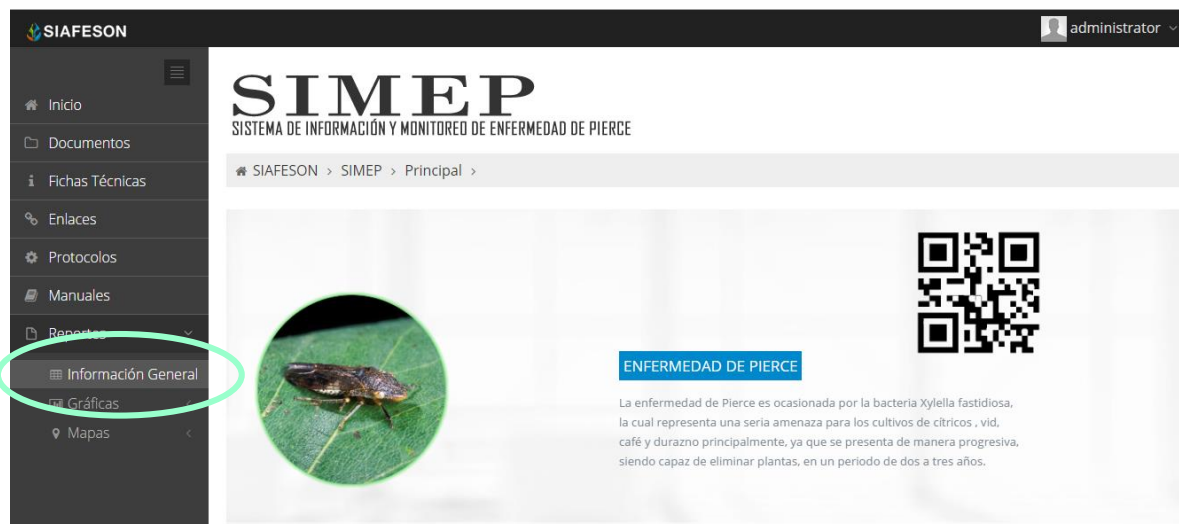 SIAFESON
administrator
Inicio
Documentos
Fichas Técnicas
Enlaces
Protocolos
Manuales
Reportes
Información General
Gráficas
Mapas
SIMEP
SISTEMA DE INFORMACIÓN Y MONITOREO DE ENFERMEDAD DE PIERCE
SIAFESON > SIMEP > Principal >
ENFERMEDAD DE PIERCE
La enfermedad de Pierce es ocasionada por la bacteria Xylella fastidiosa,
la cual representa una seria amenaza para los cultivos de cítricos , vid,
café y durazno principalmente, ya que se presenta de manera progresiva,
siendo capaz de eliminar plantas, en un periodo de dos a tres años.